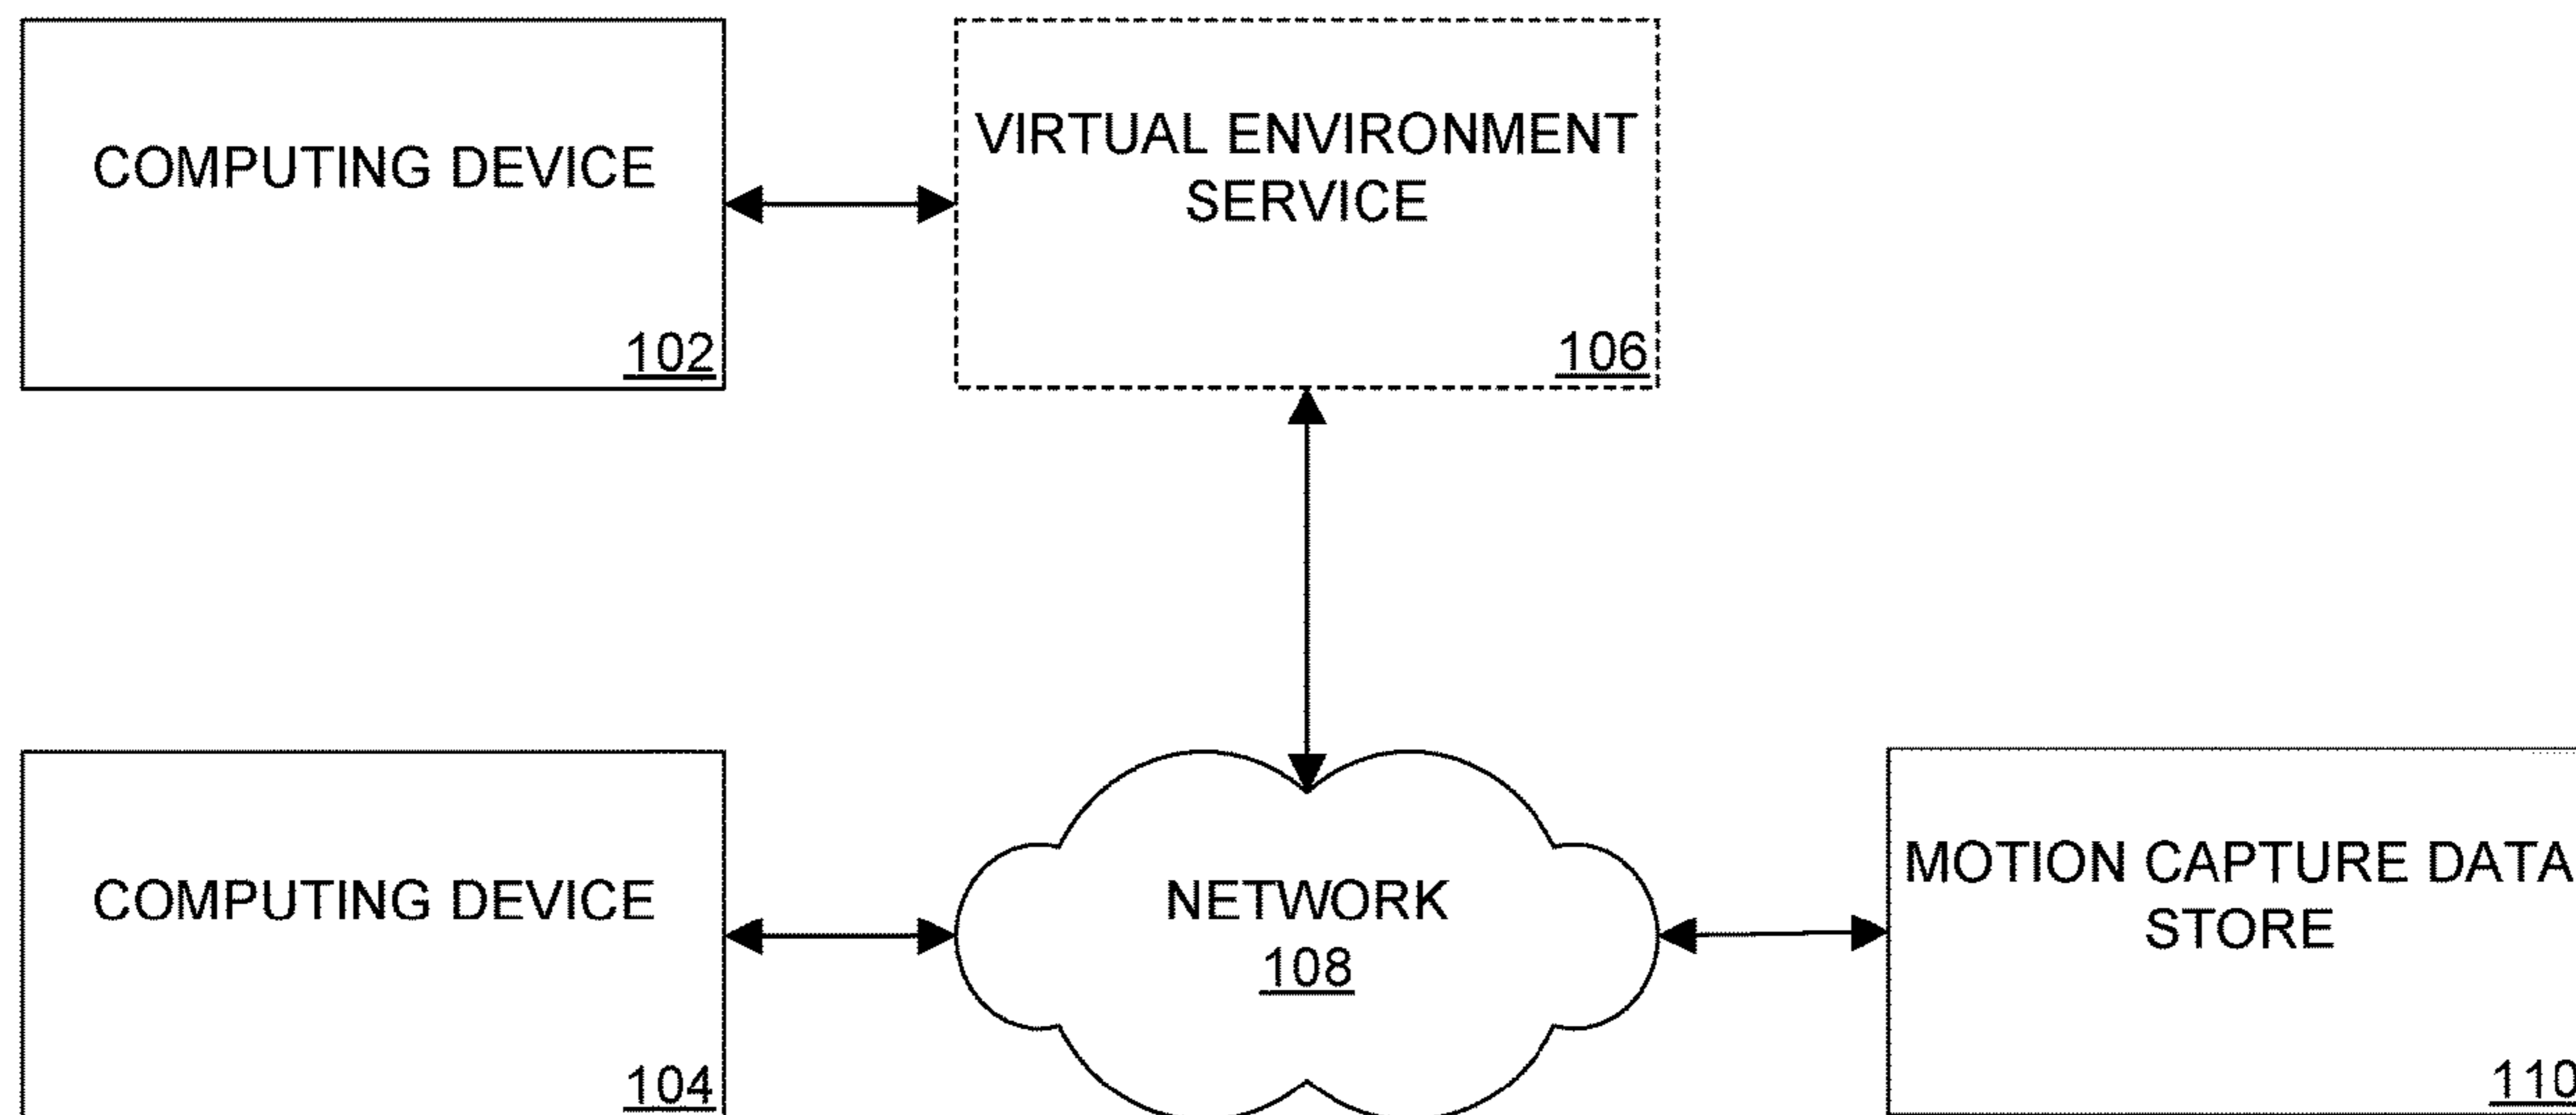 COMPUTING DEVICE
102
VIRTUAL ENVIRONMENT
SERVICE
106
COMPUTING DEVICE
104
NETWORK
108
MOTION CAPTURE DATA
STORE
110